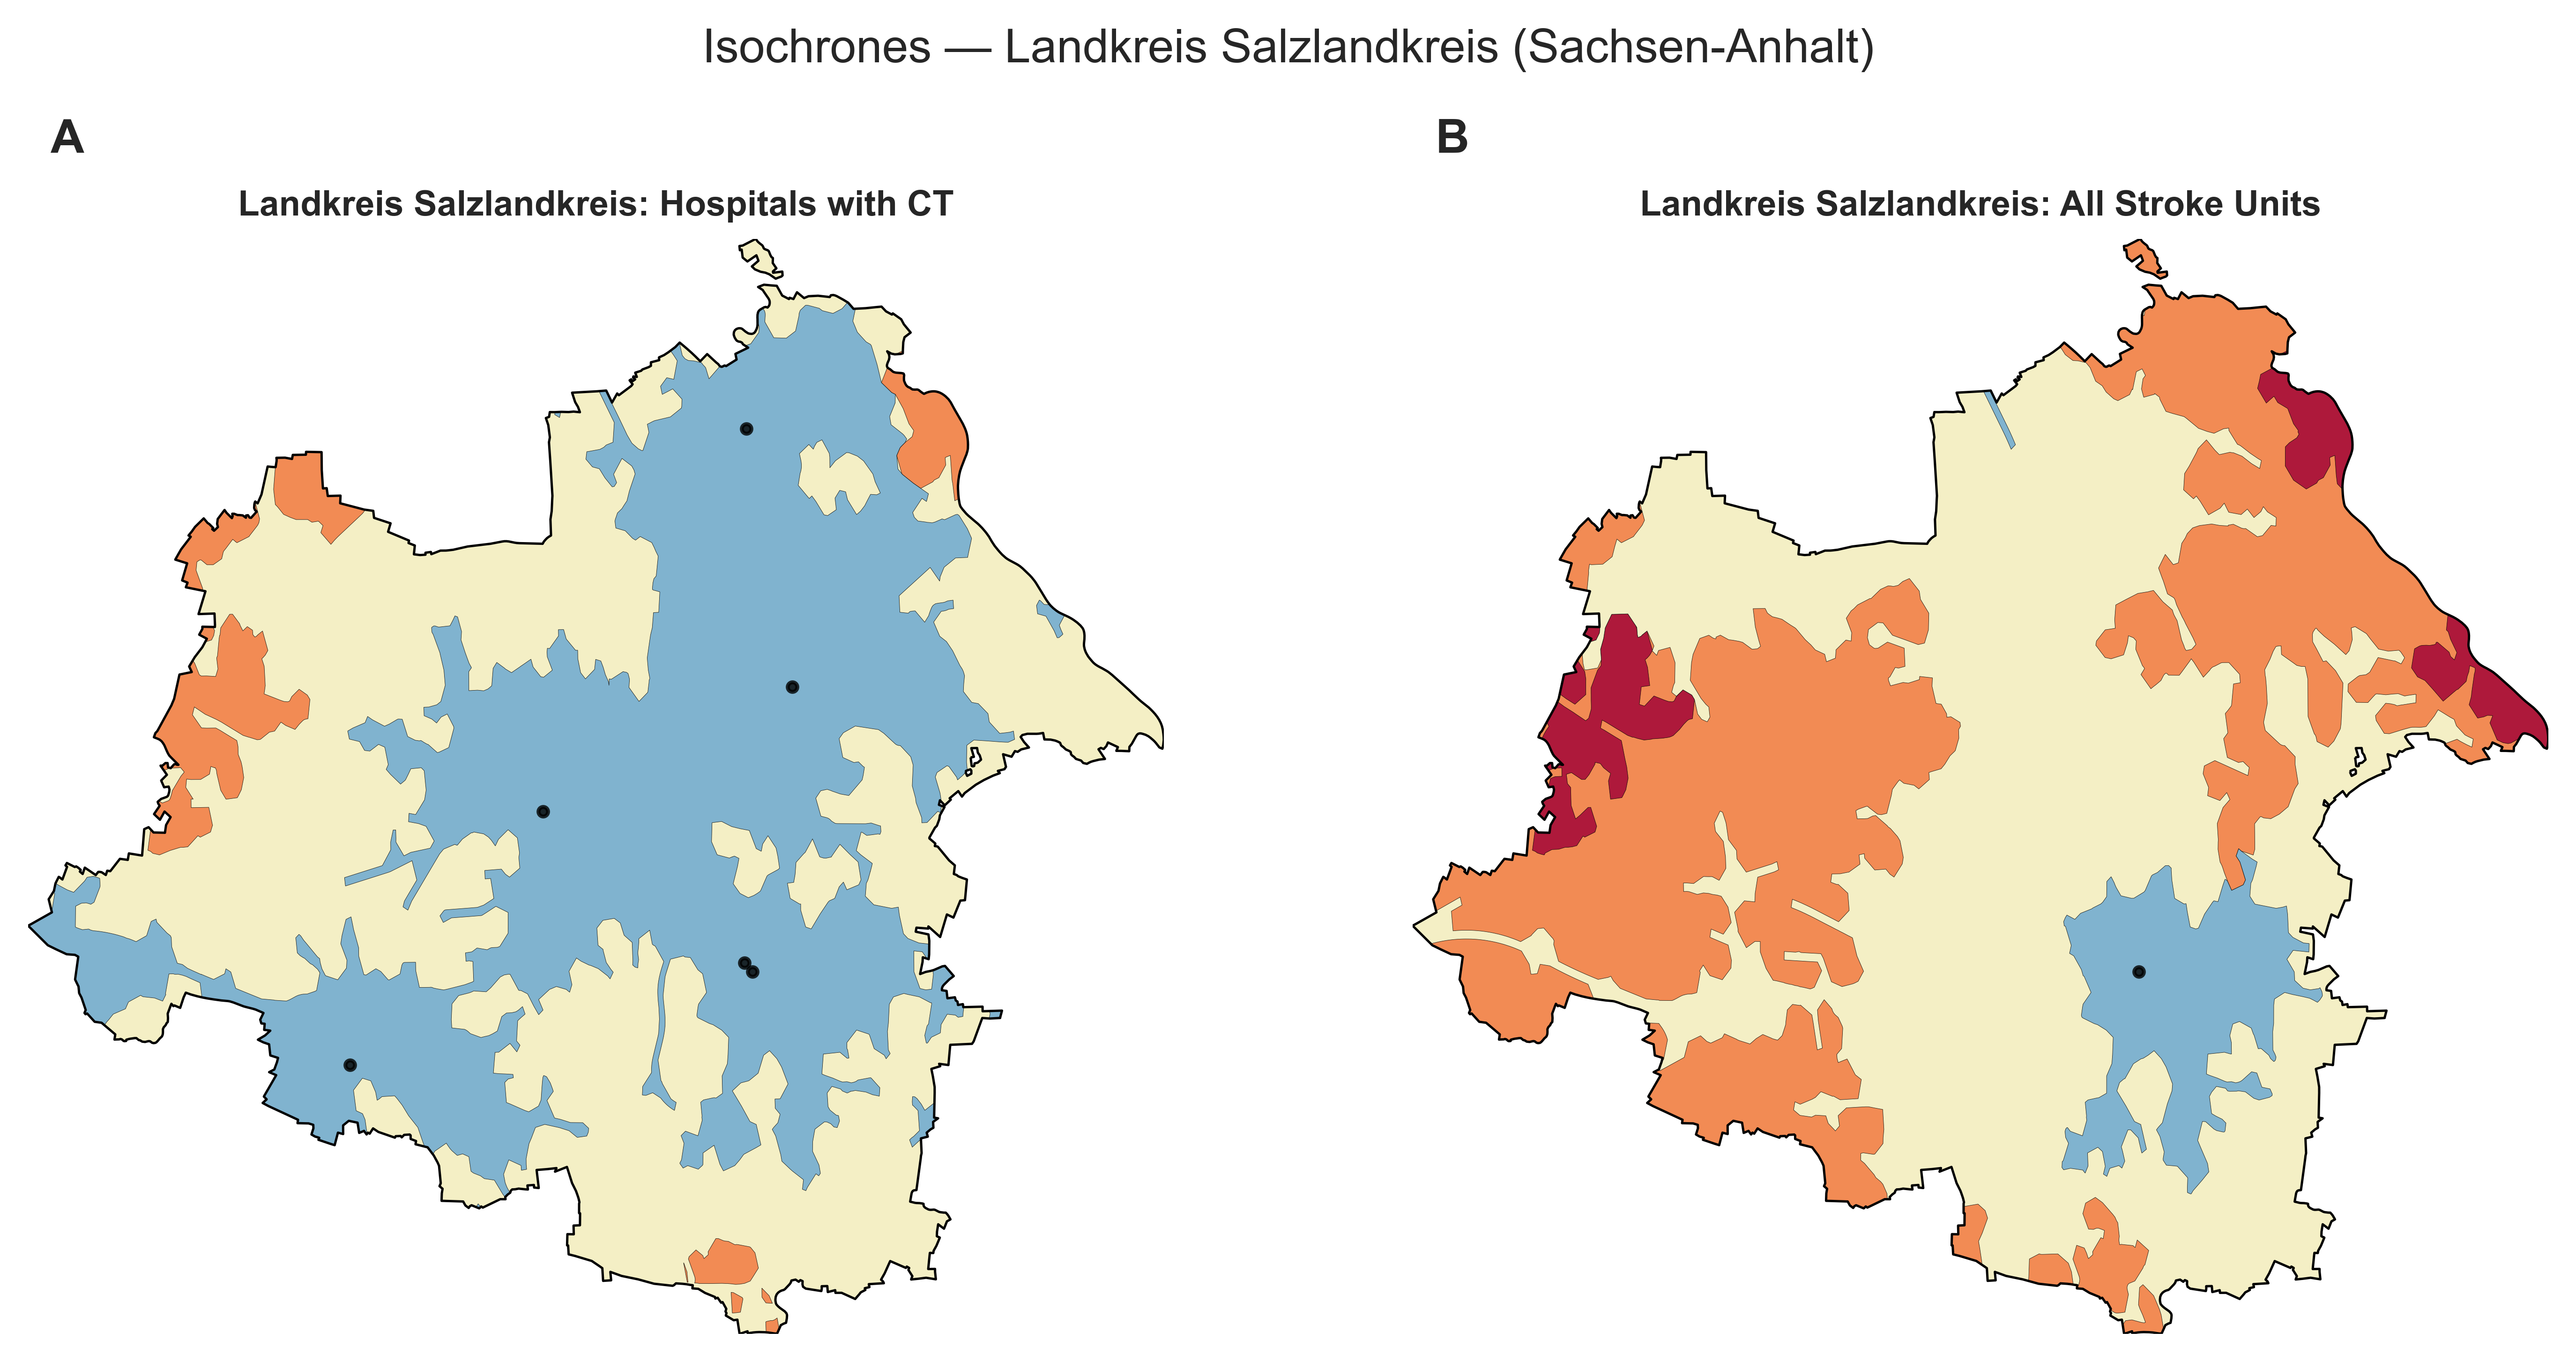 Isochrones — Landkreis Salzlandkreis (Sachsen-Anhalt)
A
B
Landkreis Salzlandkreis: Hospitals with CT
Landkreis Salzlandkreis: All Stroke Units